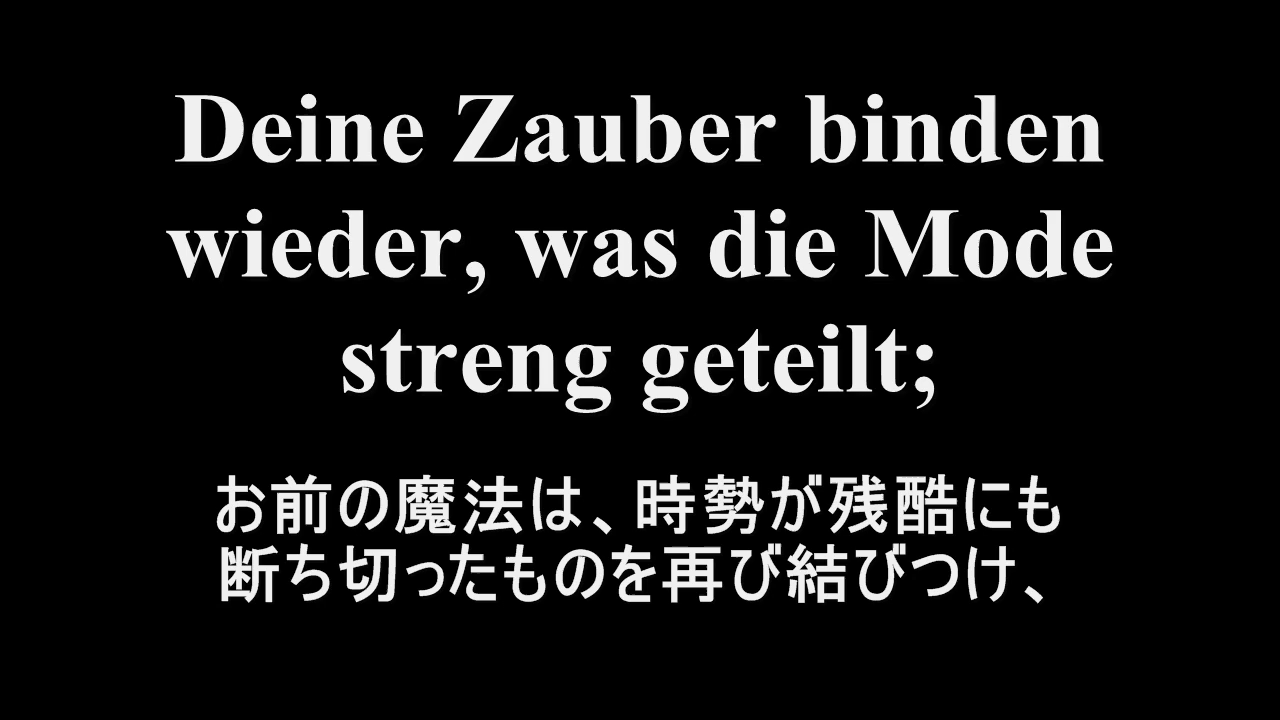 Deine Zauber binden
wieder, was die Mode
streng geteilt;
お前の魔法は、時勢が残酷にも
断ち切ったものを再び結びつけ、